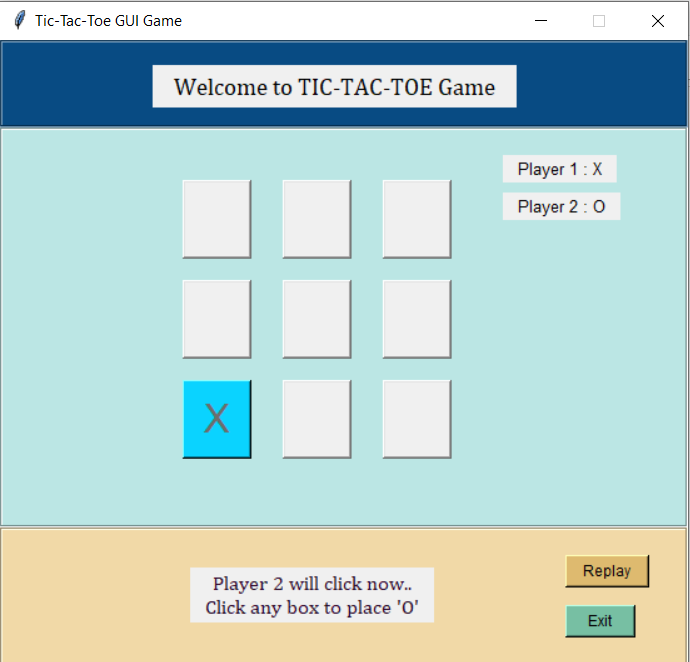 Tic-Tac-Toe GUI Game
Welcome to TIC-TAC-TOE Game
Player 1 : X
Player 2 : O
X
Player 2 will click now..
Click any box to place 'O'
Replay
Exit